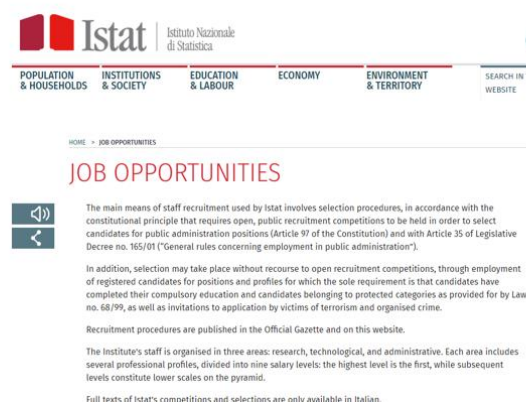 Istat
Istituto Nazionale
di Statistica
POPULATION
& HOUSEHOLDS
INSTITUTIONS
& SOCIETY
EDUCATION
& LABOUR
ECONOMY
ENVIRONMENT
& TERRITORY
SEARCH IN
WEBSITE
HOME » JOB OPPORTUNITIES
JOB OPPORTUNITIES
The main means of staff recruitment used by Istat involves selection procedures, in accordance with the
constitutional principle that requires open, public recruitment competitions to be held in order to select
candidates for public administration positions (Article 97 of the Constitution) and with Article 35 of Legislative
Decree no. 165/01 ("General rules concerning employment in public administration").
In addition, selection may take place without recourse to open recruitment competitions, through employment
of registered candidates for positions and profiles for which the sole requirement is that candidates have
completed their compulsory education and candidates belonging to protected categories as provided for by Law
no. 68/99, as well as invitations to application by victims of terrorism and organised crime.
Recruitment procedures are published in the Official Gazette and on this website.
The Institute's staff is organised in three areas: research, technological, and administrative. Each area includes
several professional profiles, divided into nine salary levels: the highest level is the first, while subsequent
levels constitute lower scales on the pyramid.
Full texts of Istat's competitions and selections are only available in Italian.